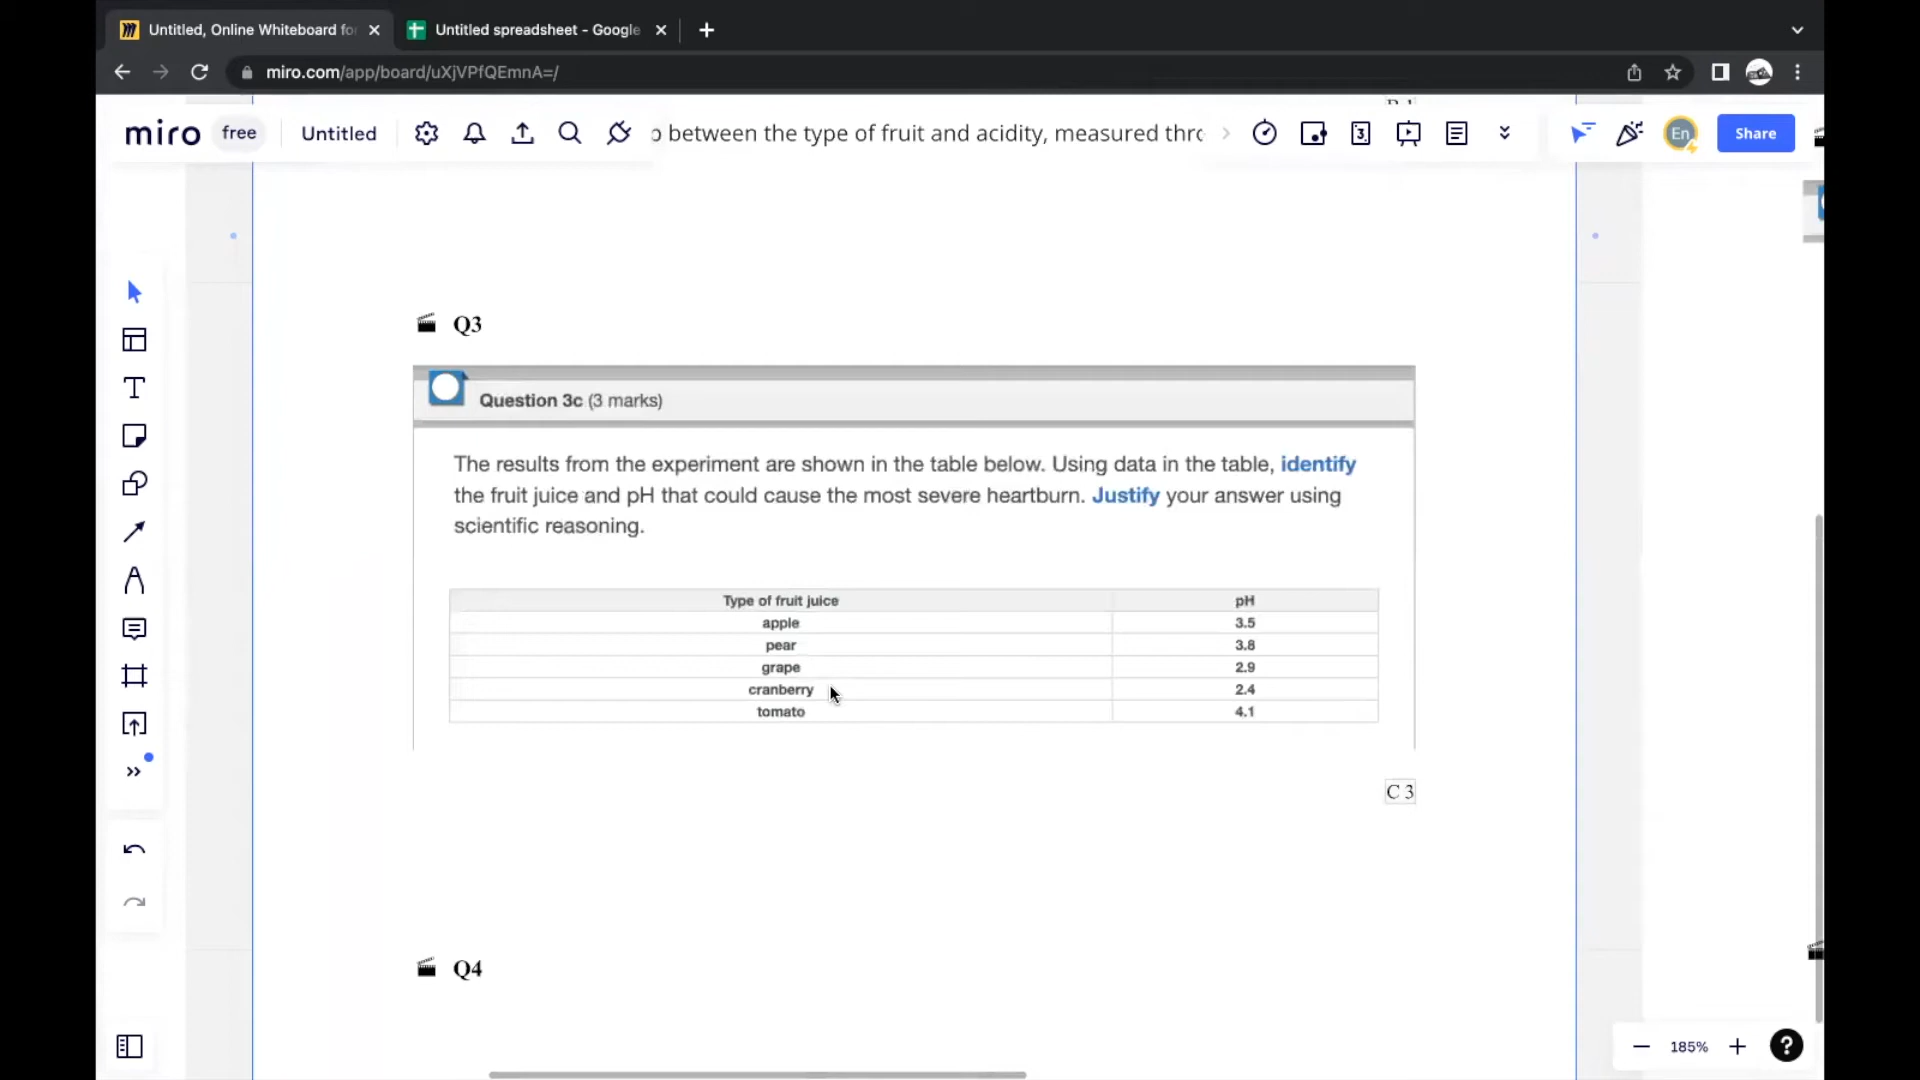 Untitled, Online Whiteboard for
Untitled spreadsheet - Google
miro.com/app/board/uXjVPfQEmnA=/
miro free Untitled
between the type of fruit and acidity, measured thro
3
En
Share
Q3
Question 3c (3 marks)
The results from the experiment are shown in the table below. Using data in the table, identify
the fruit juice and pH that could cause the most severe heartburn. Justify your answer using
scientific reasoning.
Type of fruit juice pH
apple 3.5
pear 3.8
grape 2.9
cranberry 2.4
tomato 4.1
C 3
Q4
185%
?